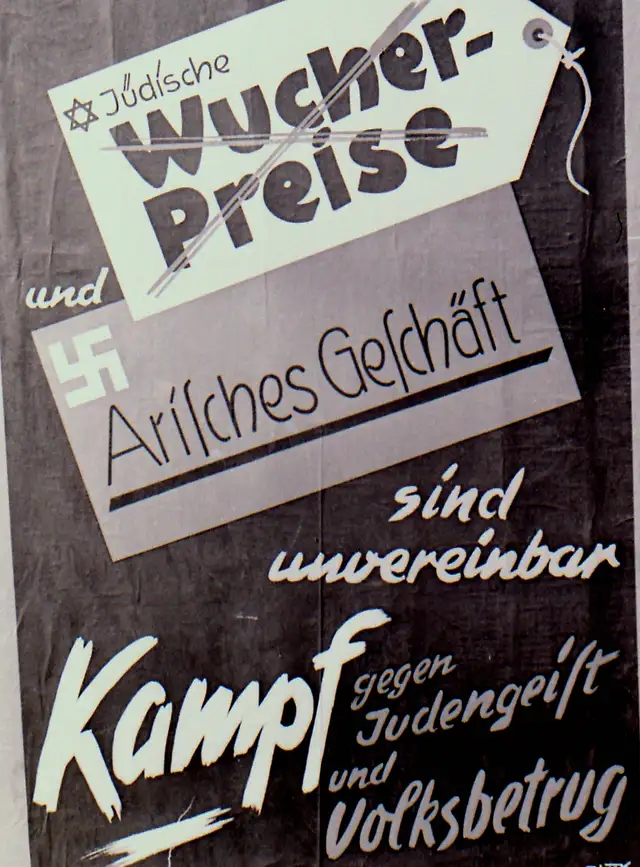 Jüdische
Wucher-
Preise
und
Ariſches Geſchäft
sind
unvereinbar
Kampf
gegen
Judengeiſt
und
Volksbetrug